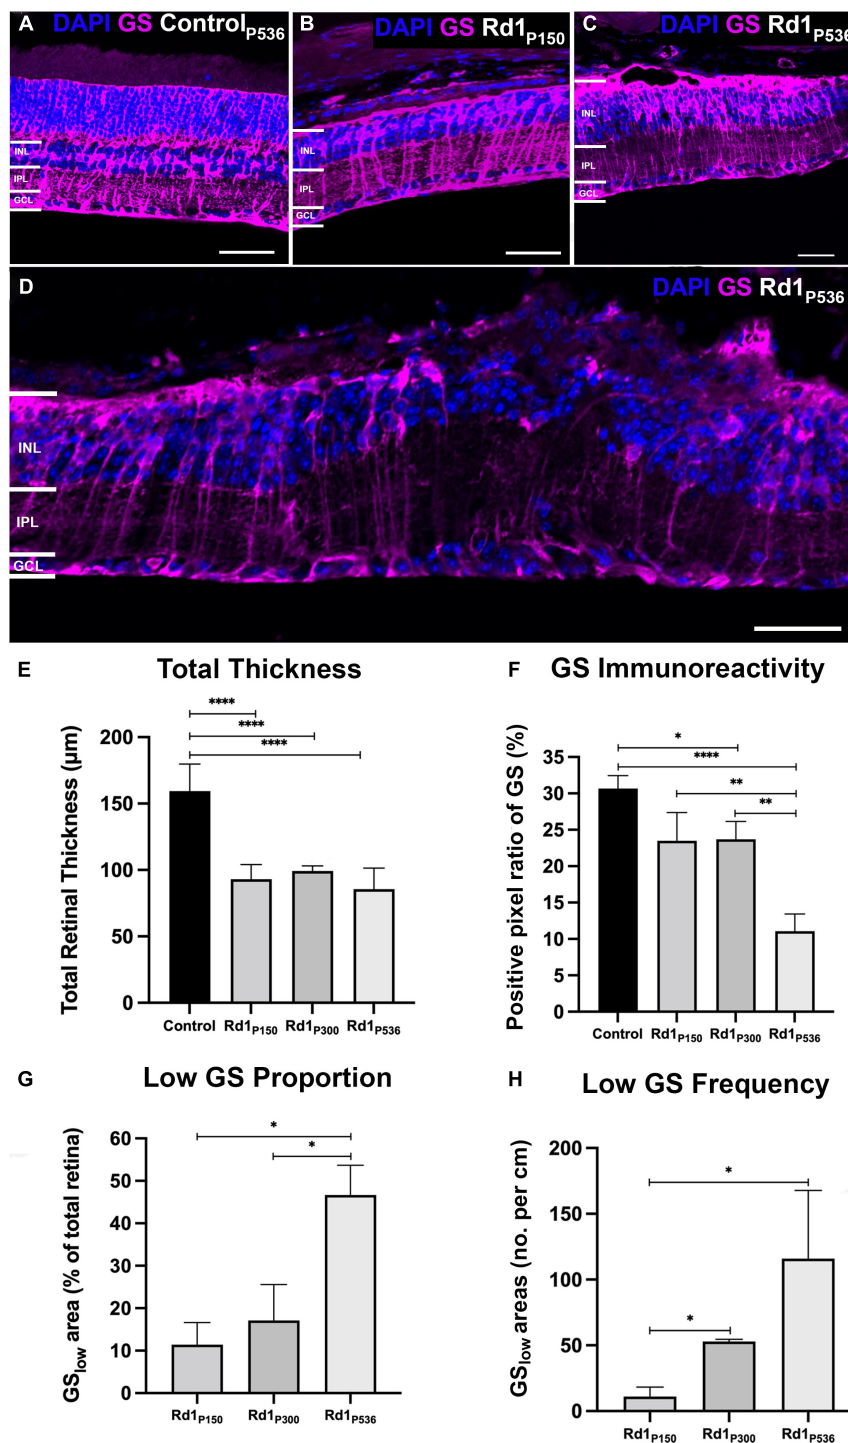 A DAPI GS Control P536
INL
IPL
GCL
B DAPI GS Rd1 P150
INL
IPL
GCL
C DAPI GS Rd1 P536
INL
IPL
GCL
D DAPI GS Rd1 P536
INL
IPL
GCL
E Total Thickness
****
****
****
Total Retinal Thickness (µm)
200
150
100
50
0
Control Rd1 P150 Rd1 P300 Rd1 P536
F GS Immunoreactivity
*
****
**
**
Positive pixel ratio of GS (%)
35
30
25
20
15
10
5
0
Control Rd1 P150 Rd1 P300 Rd1 P536
G Low GS Proportion
*
*
GS low area (% of total retina)
60
50
40
30
20
10
0
Rd1 P150 Rd1 P300 Rd1 P536
H Low GS Frequency
*
*
GS low areas (no. per cm)
200
150
100
50
0
Rd1 P150 Rd1 P300 Rd1 P536